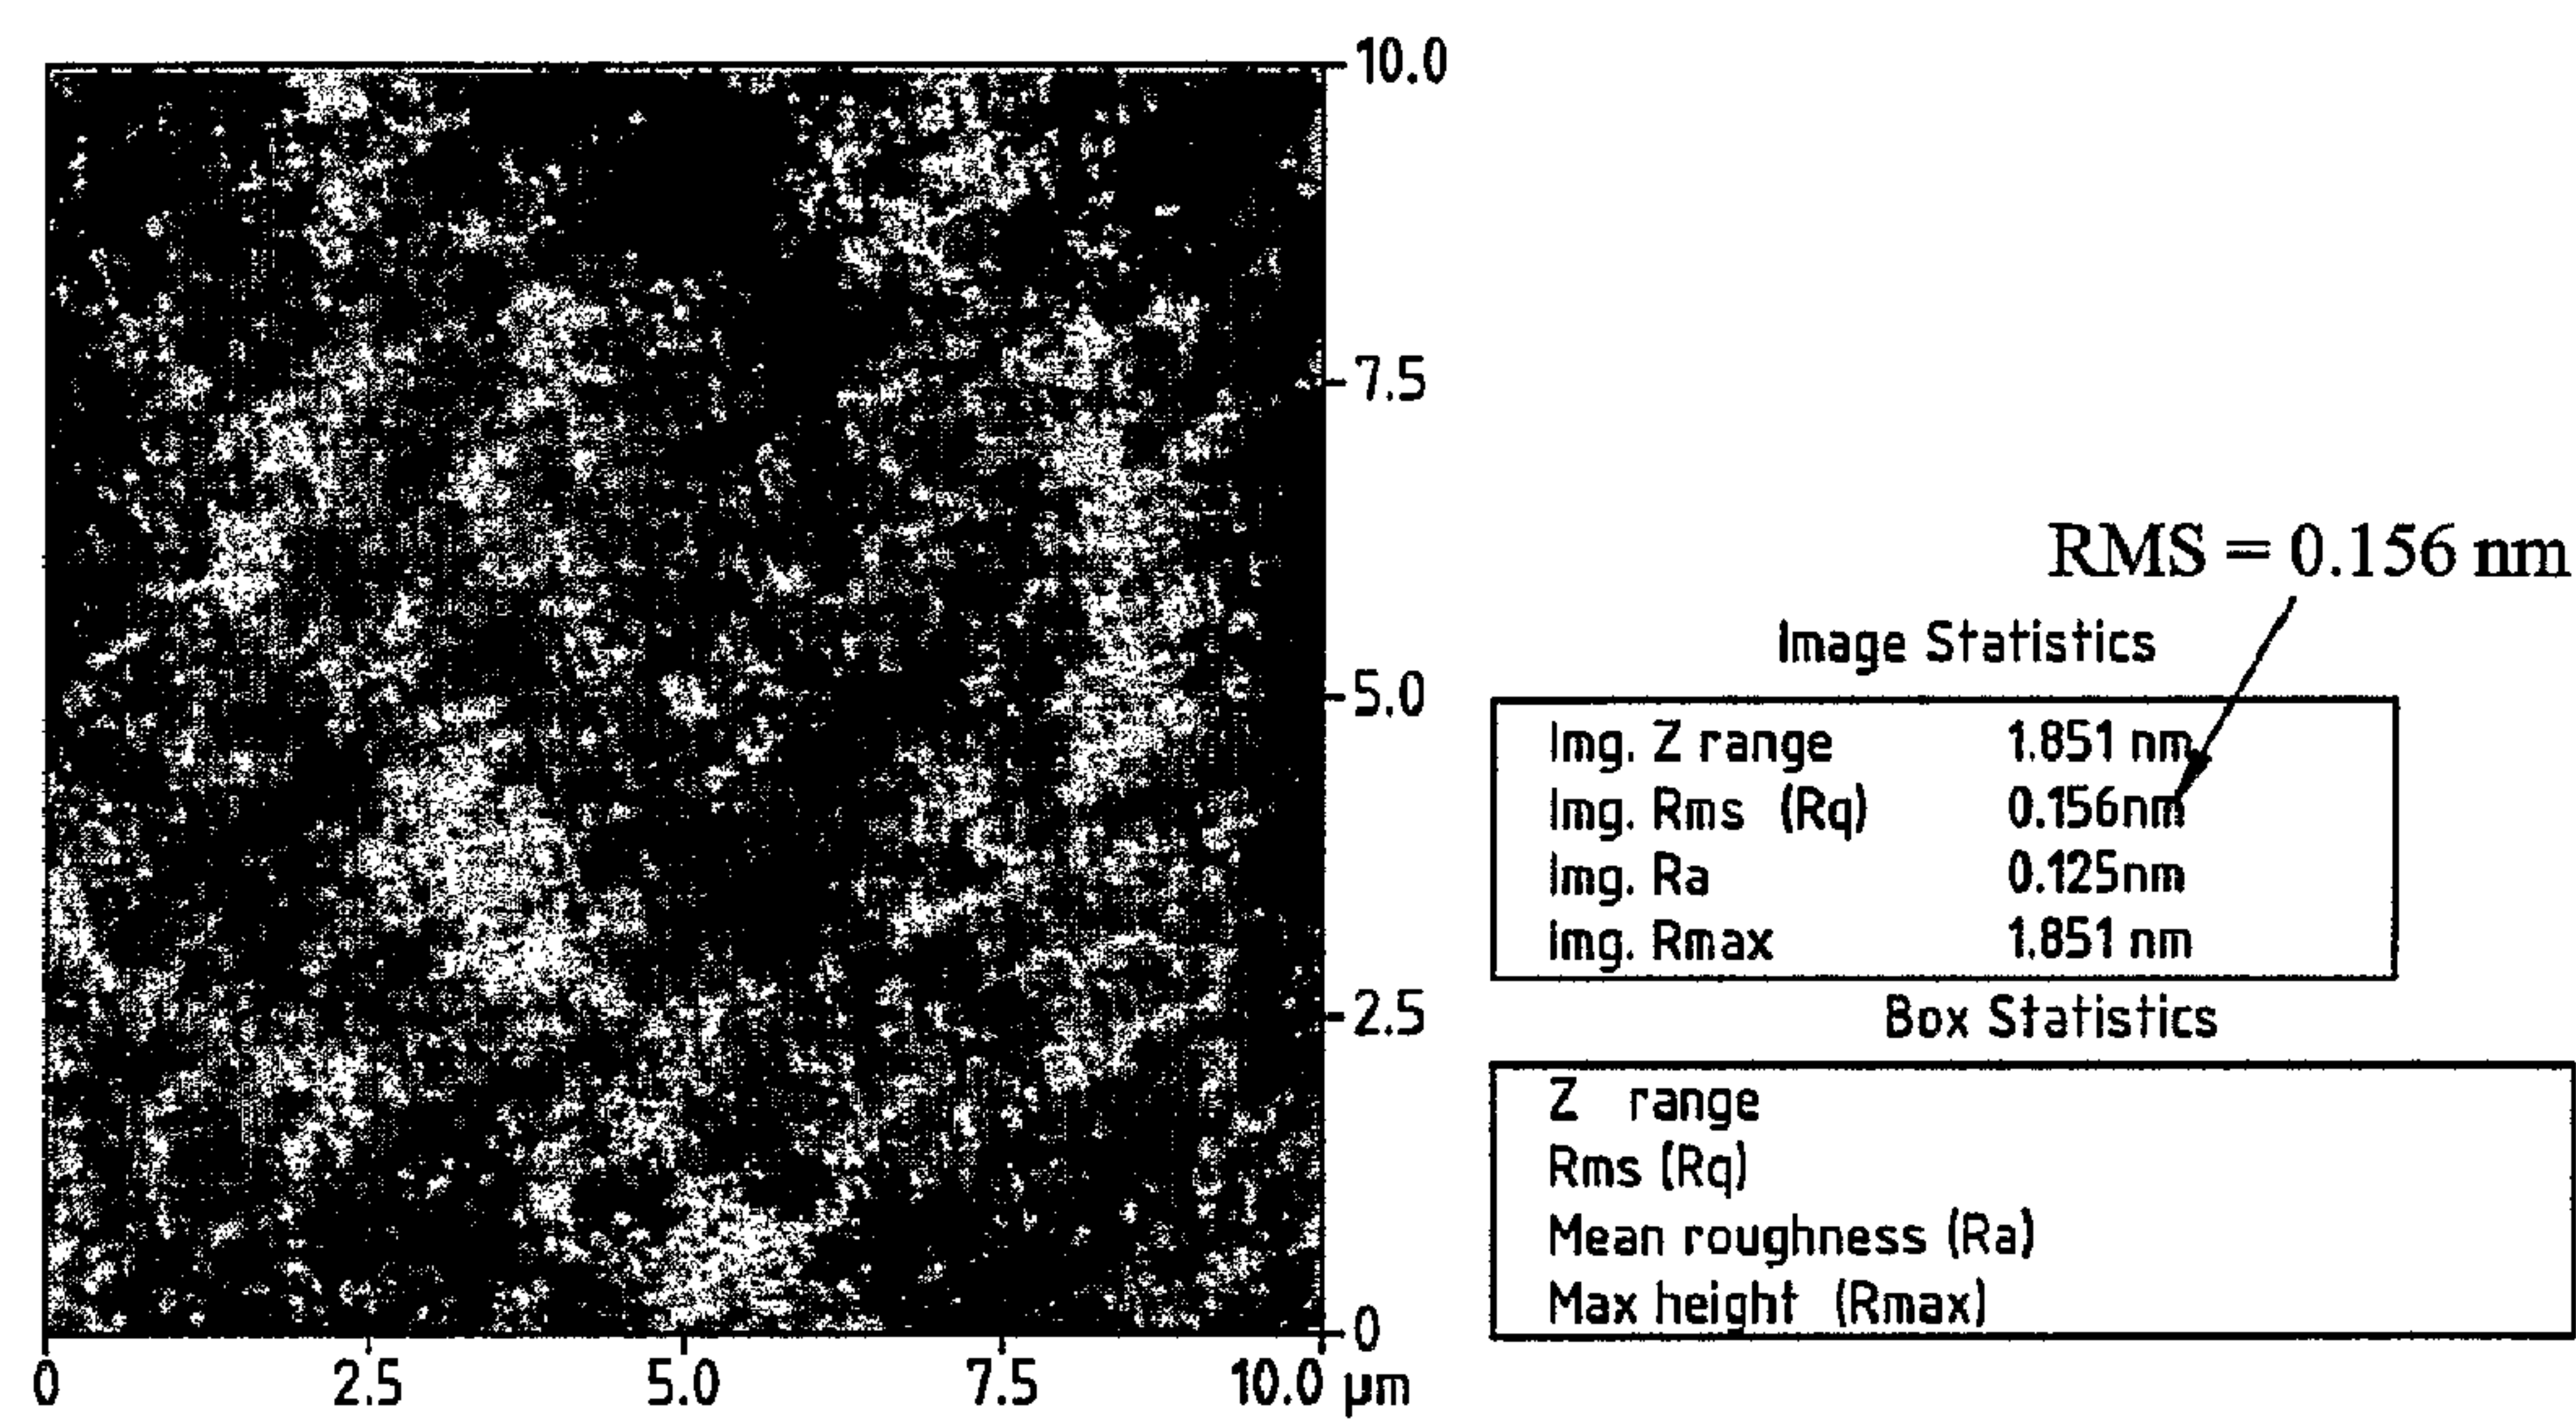 10.0
7.5
5.0
2.5
0
0 2.5 5.0 7.5 10.0 µm
RMS = 0.156 nm
Image Statistics
Img. Z range 1.851 nm
Img. Rms (Rq) 0.156nm
Img. Ra 0.125nm
Img. Rmax 1.851 nm
Box Statistics
Z range
Rms (Rq)
Mean roughness (Ra)
Max height (Rmax)